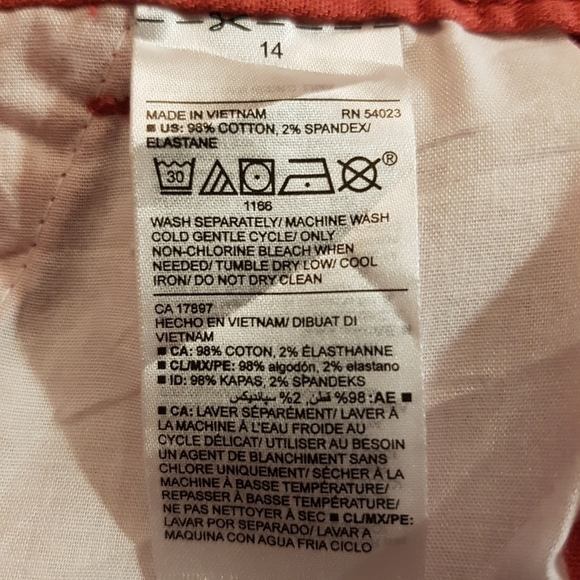 14
MADE IN VIETNAM RN 54023
■ US: 98% COTTON, 2% SPANDEX/
ELASTANE
30 ®
1166
WASH SEPARATELY/ MACHINE WASH
COLD GENTLE CYCLE/ ONLY
NON-CHLORINE BLEACH WHEN
NEEDED/ TUMBLE DRY LOW/ COOL
IRON/ DO NOT DRY CLEAN
CA 17897
HECHO EN VIETNAM/ DIBUAT DI
VIETNAM
■ CA: 98% COTON, 2% ÉLASTHANNE
■ CL/MX/PE: 98% algodón, 2% elastano
■ ID: 98% KAPAS, 2% SPANDEKS
■ AE: 98% قطن, 2% سباندیکس
■ CA: LAVER SÉPARÉMENT/ LAVER À
LA MACHINE À L'EAU FROIDE AU
CYCLE DÉLICAT/ UTILISER AU BESOIN
UN AGENT DE BLANCHIMENT SANS
CHLORE UNIQUEMENT/ SÉCHER À LA
MACHINE À BASSE TEMPÉRATURE/
REPASSER À BASSE TEMPÉRATURE/
NE PAS NETTOYER À SEC ■ CL/MX/PE:
LAVAR POR SEPARADO/ LAVAR A
MAQUINA CON AGUA FRIA CICLO